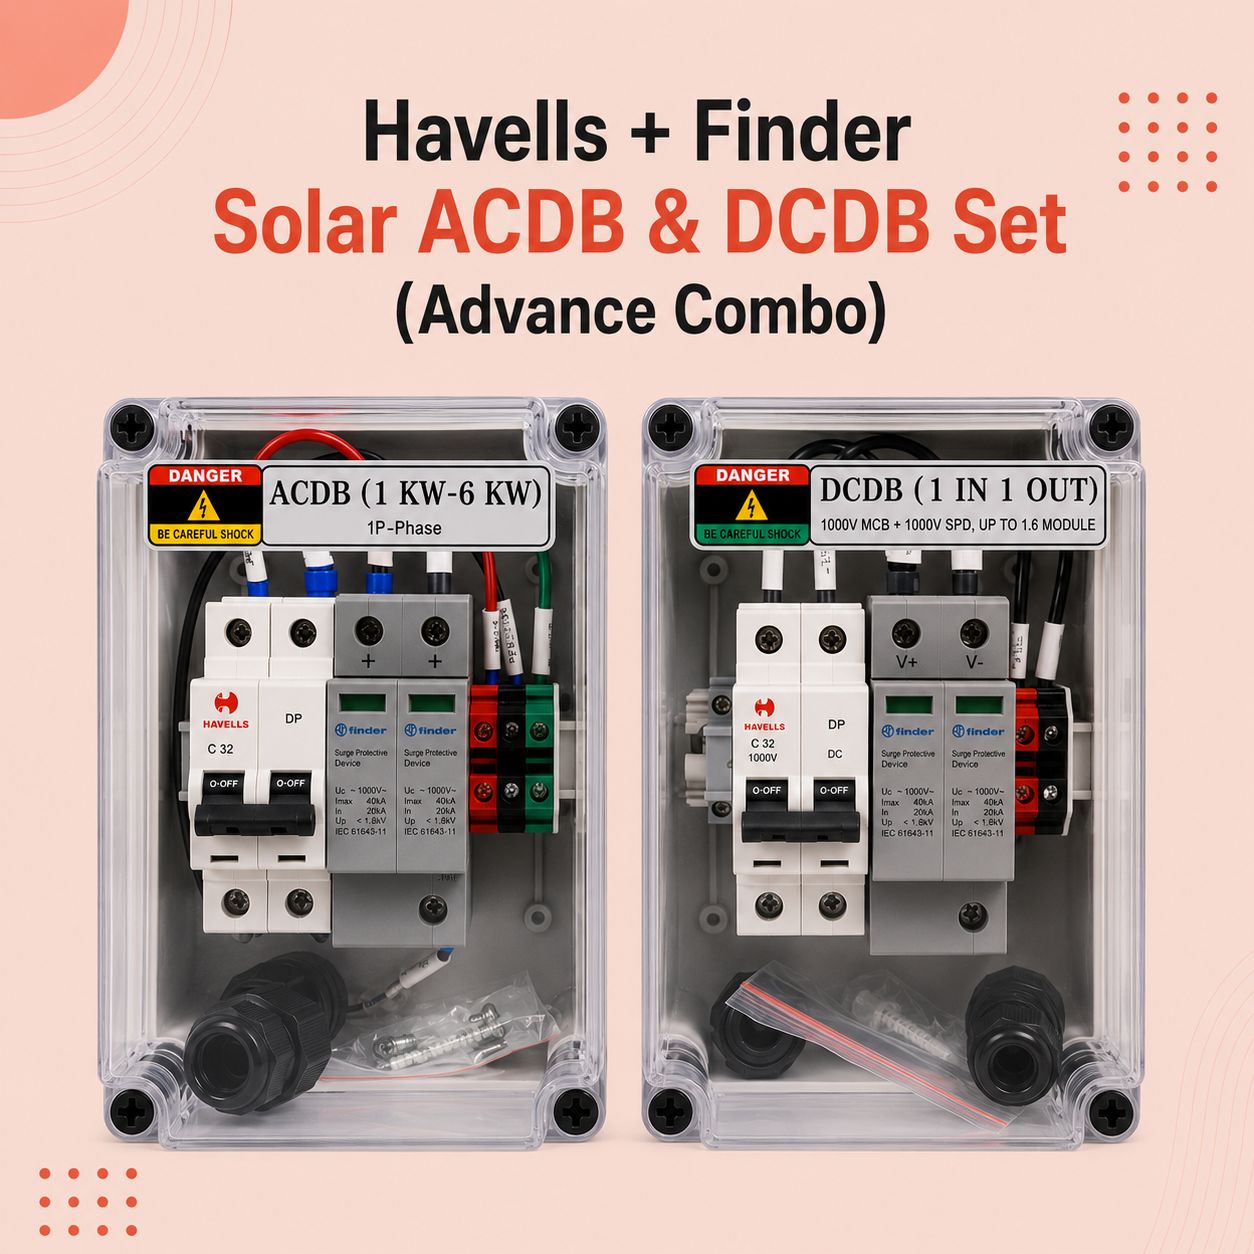 Havells + Finder
Solar ACDB & DCDB Set
(Advance Combo)
DANGER
BE CAREFUL SHOCK
ACDB (1 KW-6 KW)
1P-Phase
HAVELLS
DP
C 32
O-OFF
O-OFF
+
+
finder
Surge Protective
Device
Uc ~ 1000V~
Imax 40kA
In 20kA
Up < 1.8kV
IEC 61643-11
finder
Surge Protective
Device
Uc ~ 1000V~
Imax 40kA
In 20kA
Up < 1.8kV
IEC 61643-11
DANGER
BE CAREFUL SHOCK
DCDB (1 IN 1 OUT)
1000V MCB + 1000V SPD, UP TO 1.6 MODULE
HAVELLS
DP
C 32
1000V
DC
O-OFF
O-OFF
V+
V-
finder
Surge Protective
Device
Uc ~ 1000V~
Imax 40kA
In 20kA
Up < 1.8kV
IEC 61643-11
finder
Surge Protective
Device
Uc ~ 1000V~
Imax 40kA
In 20kA
Up < 1.8kV
IEC 61643-11